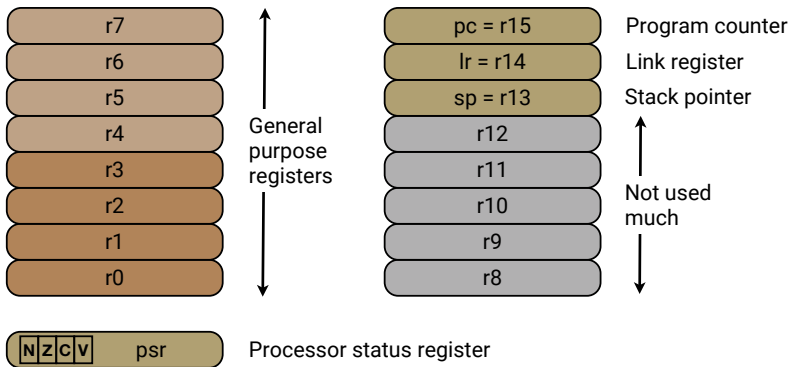 r7
r6
r5
r4
r3
r2
r1
r0
General
purpose
registers
pc = r15
lr = r14
sp = r13
r12
r11
r10
r9
r8
Program counter
Link register
Stack pointer
Not used
much
N Z C V psr
Processor status register